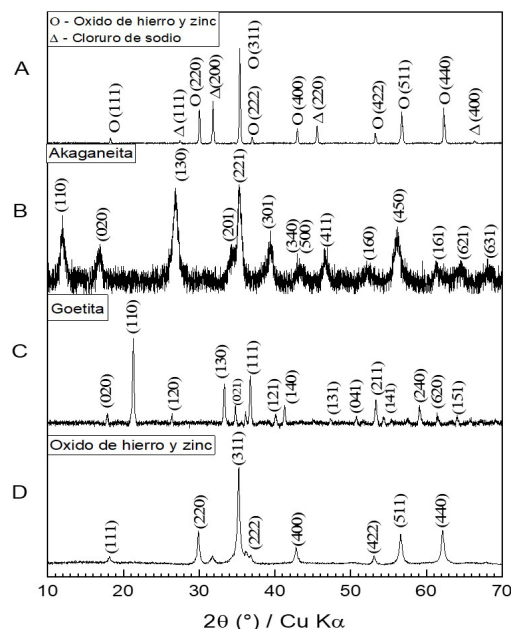 O - Oxido de hierro y zinc
Δ - Cloruro de sodio
A
O (111)
Δ (111)
O (220)
Δ(200)
O (311)
O (222)
O (400)
Δ (220)
O (422)
O (511)
O (440)
Δ (400)
Akaganeita
B
(110)
(020)
(130)
(201)
(221)
(301)
(340)
(500)
(411)
(160)
(450)
(161)
(621)
(631)
Goetita
C
(020)
(110)
(120)
(130)
(021)
(111)
(121)
(140)
(131)
(041)
(211)
(141)
(240)
(620)
(151)
Oxido de hierro y zinc
D
(111)
(220)
(311)
(222)
(400)
(422)
(511)
(440)
10 20 30 40 50 60 70
2θ (°) / Cu Kα